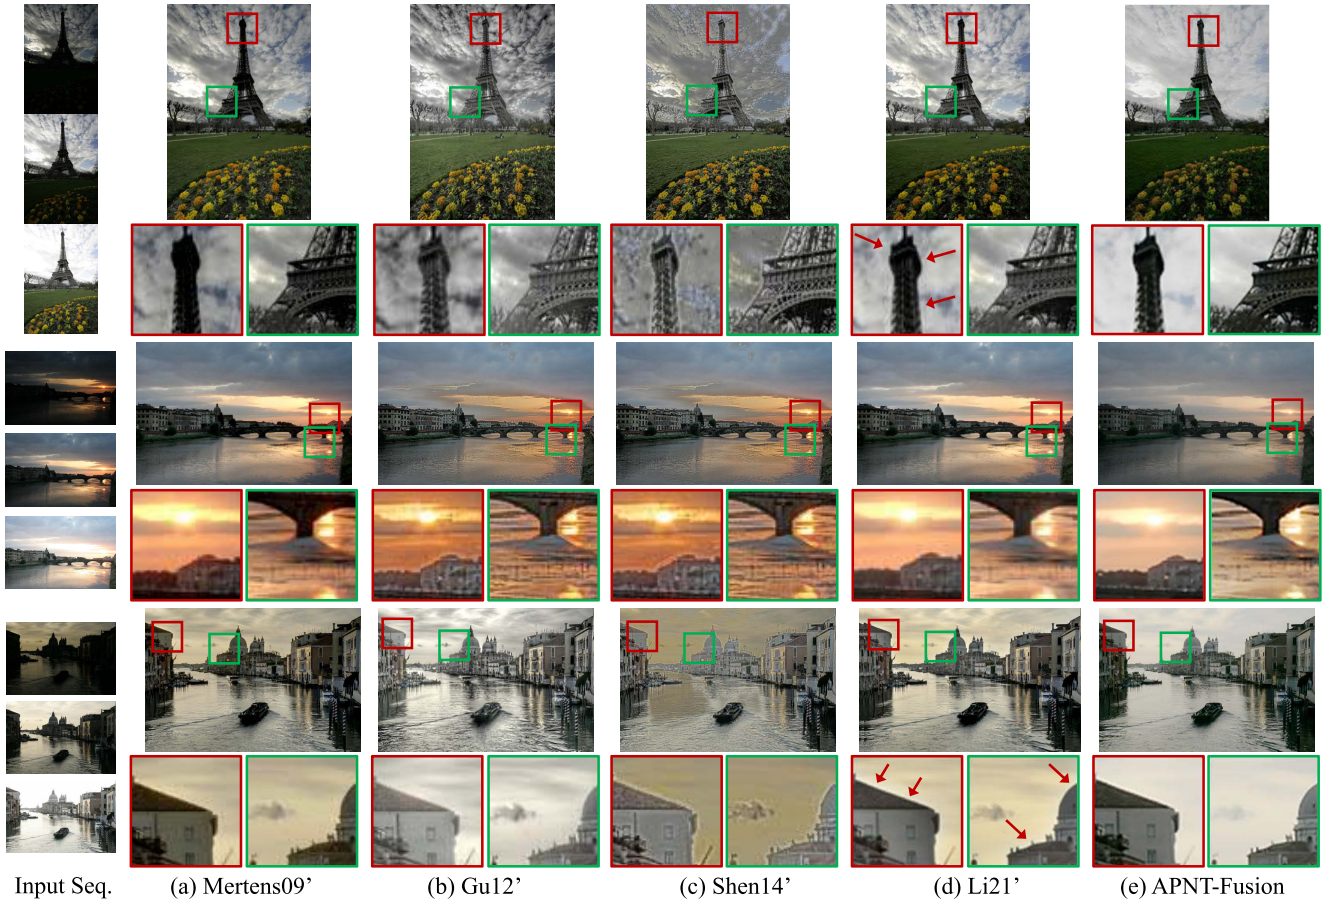 Input Seq.
(a) Mertens09’
(b) Gu12’
(c) Shen14’
(d) Li21’
(e) APNT-Fusion